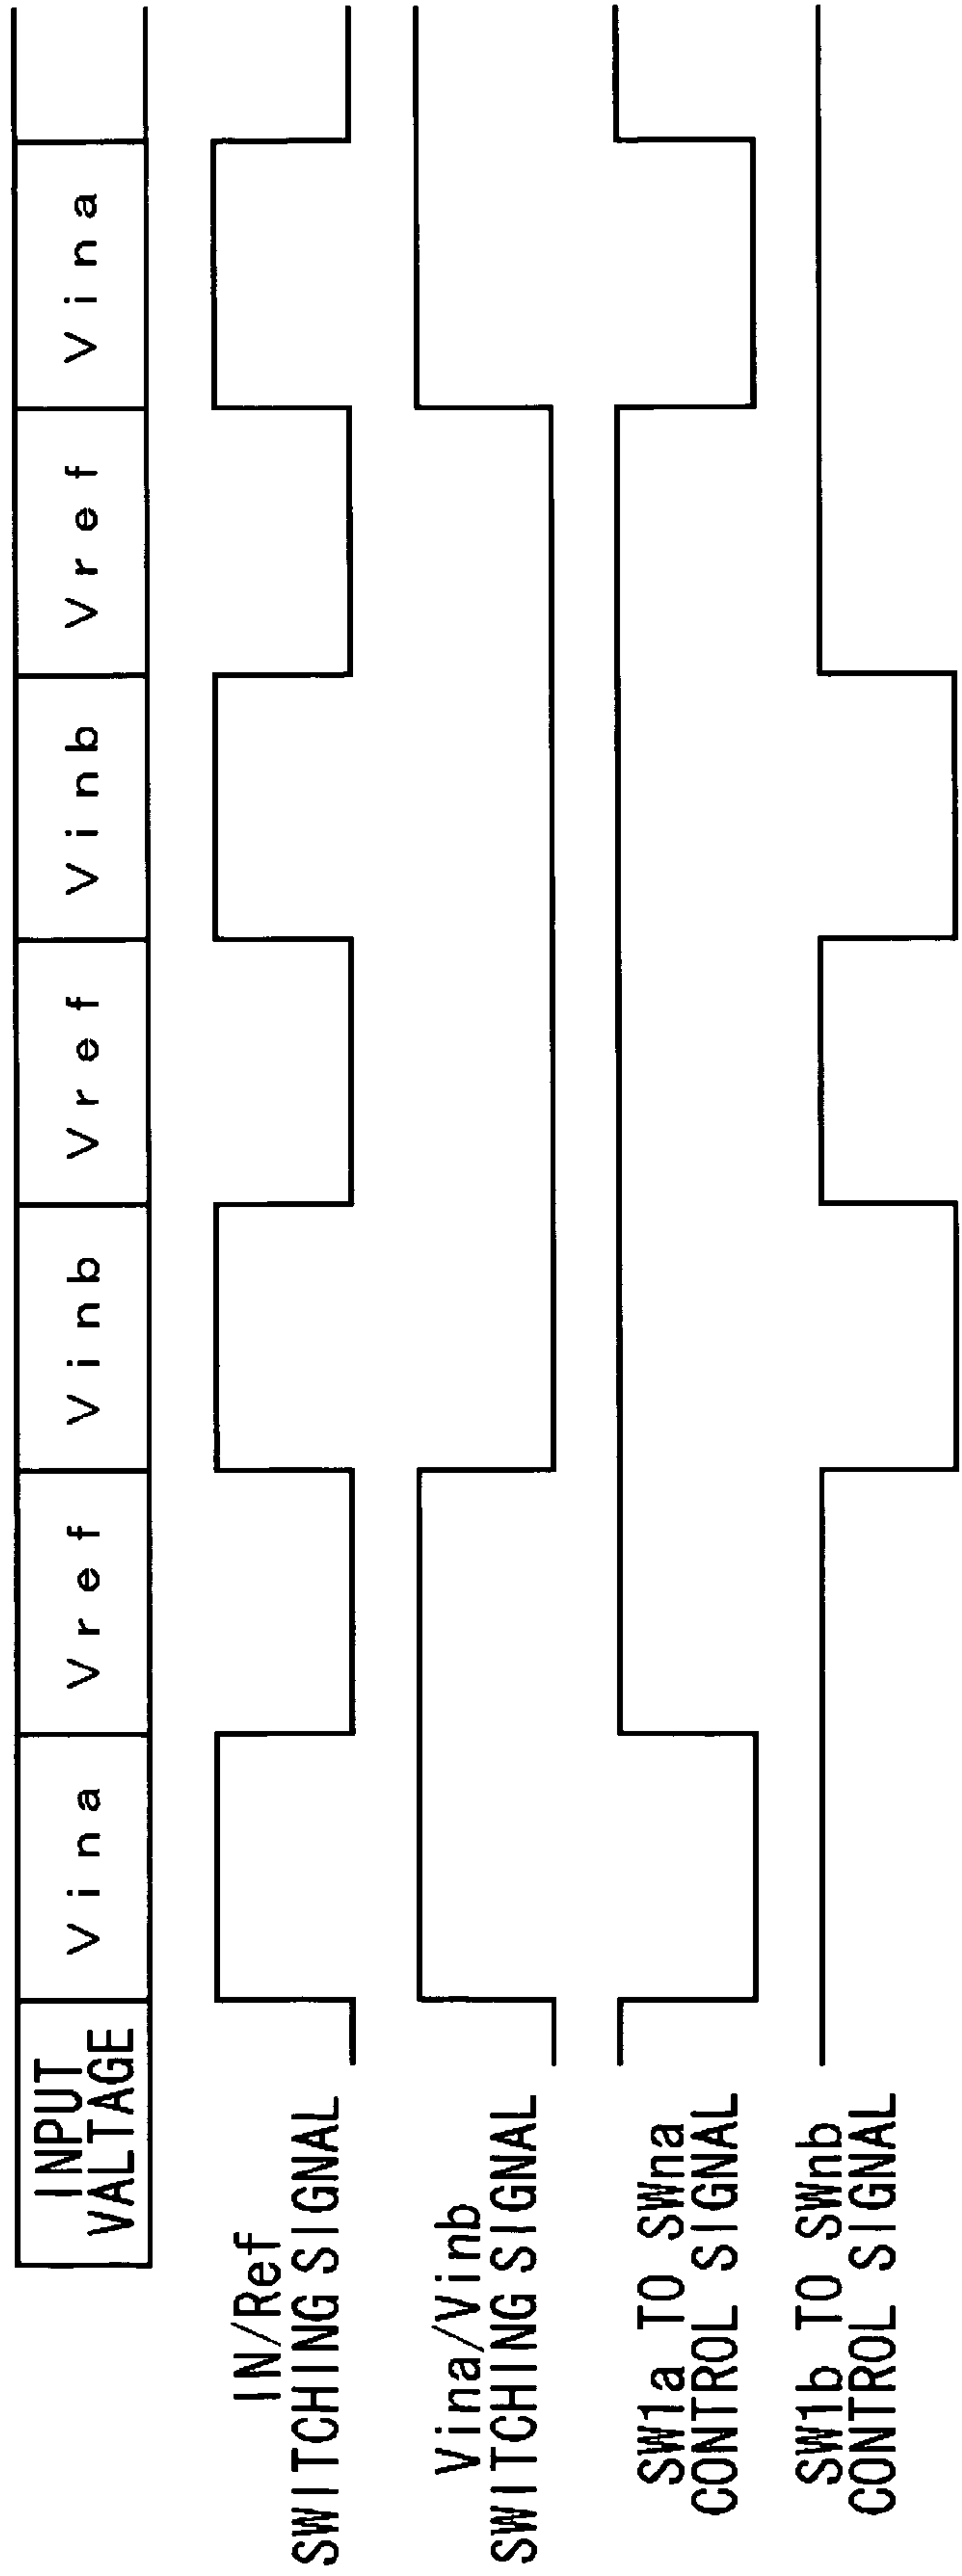 INPUT
VALTAGE
Vina
Vref
Vinb
Vref
Vinb
Vref
Vina
IN/Ref
SWITCHING SIGNAL
Vina/Vinb
SWITCHING SIGNAL
SW1a TO SWna
CONTROL SIGNAL
SW1b TO SWnb
CONTROL SIGNAL